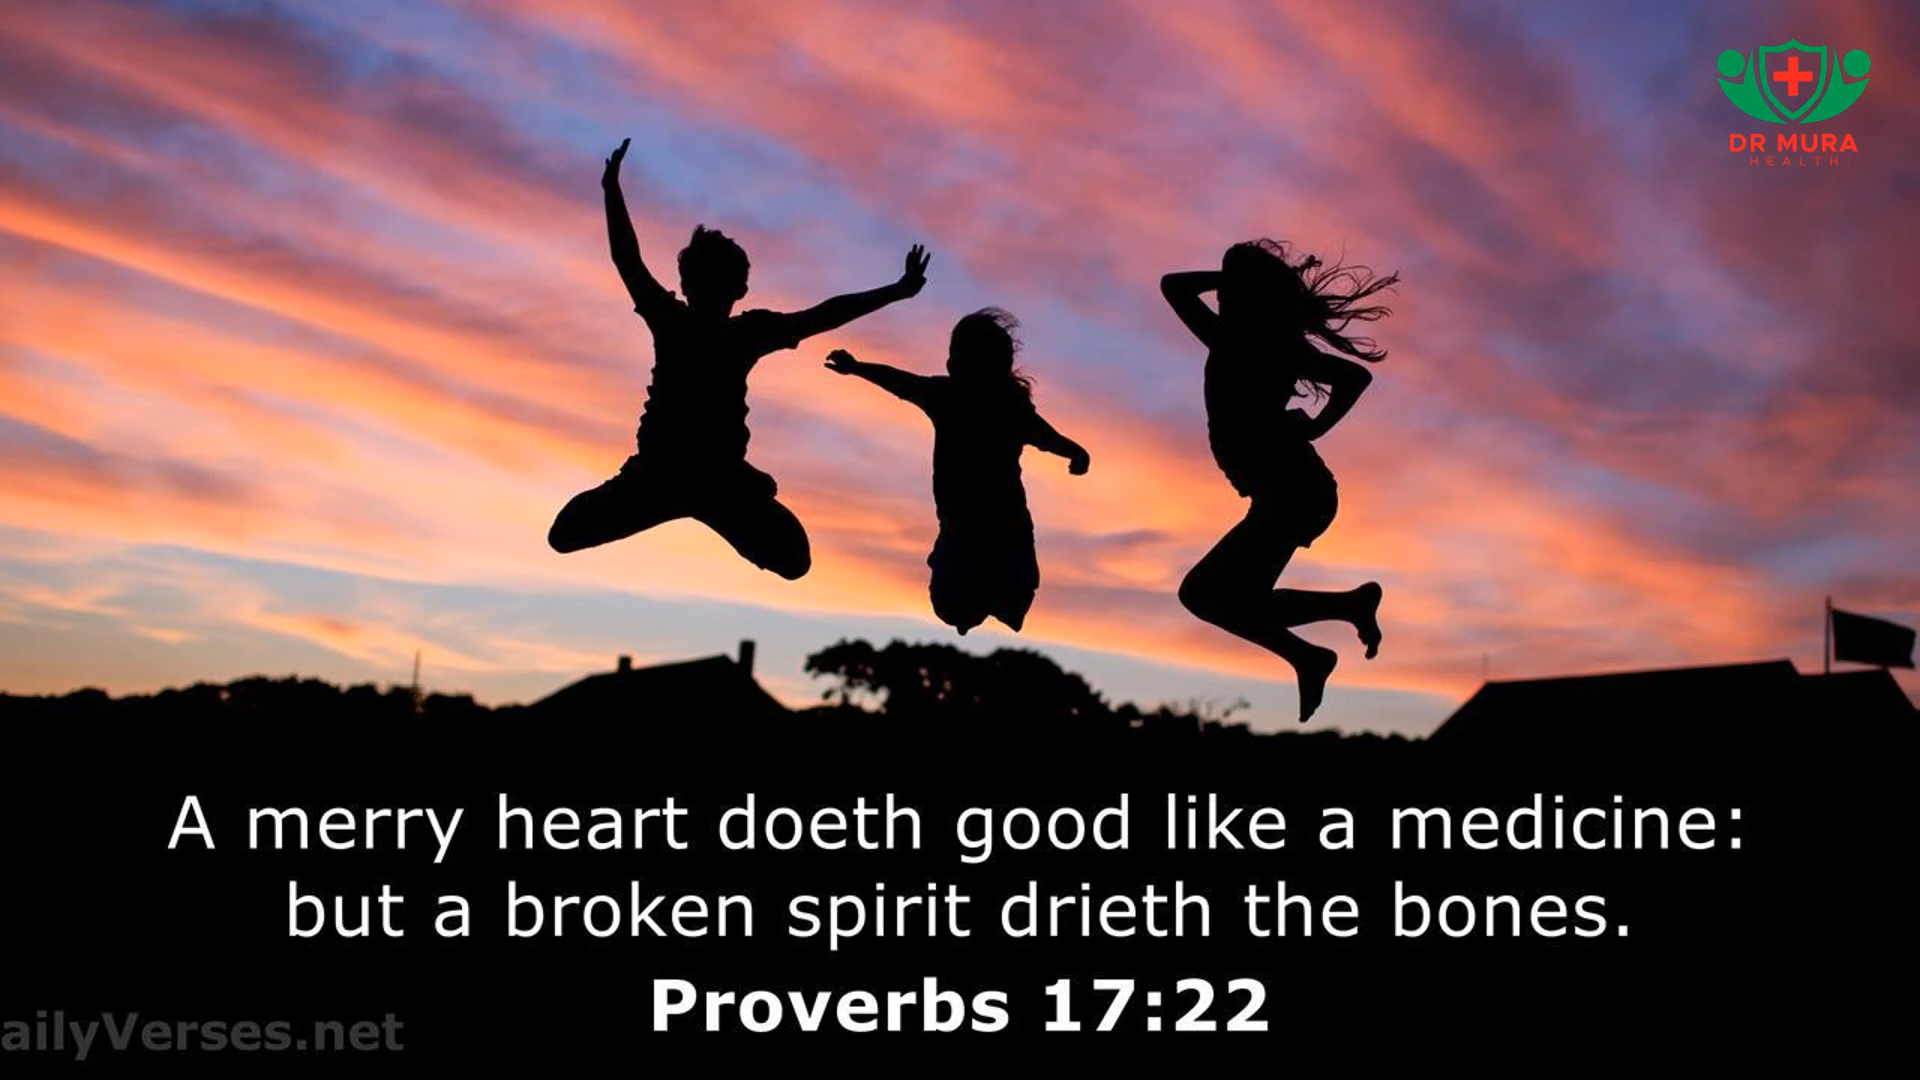 DR MURA
HEALTH
A merry heart doeth good like a medicine:
but a broken spirit drieth the bones.
Proverbs 17:22
ailyVerses.net